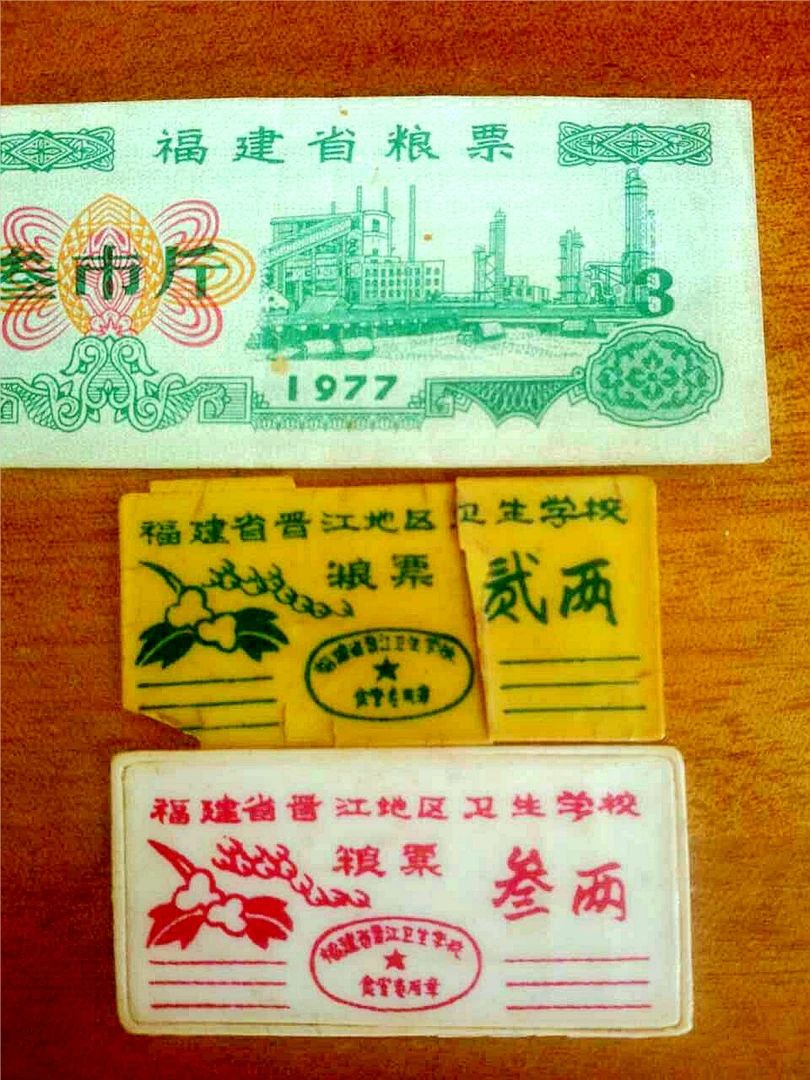 福建省粮票
叁市斤
3
1977
福建省晋江地区卫生学校
粮票
贰两
福建省晋江卫生学校
食堂专用章
福建省晋江地区卫生学校
粮票
叁两
福建省晋江卫生学校
食堂专用章